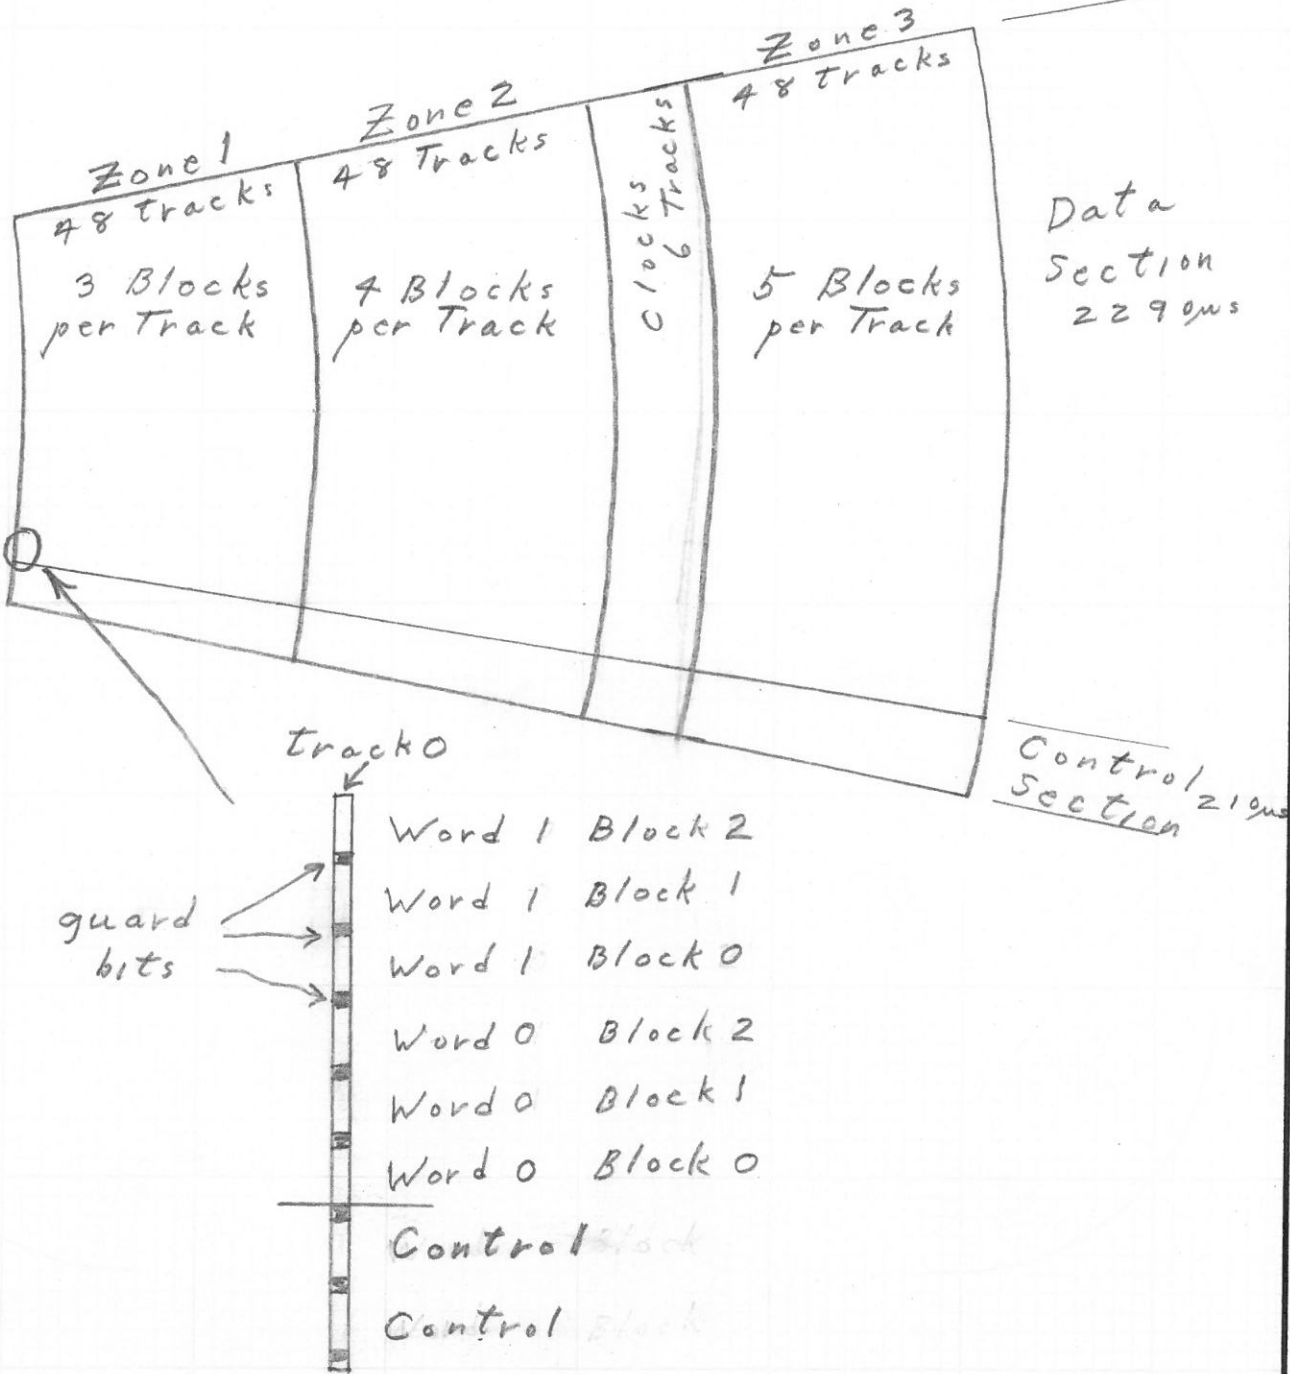 Zone 1
48 Tracks
3 Blocks
per Track
Zone 2
48 Tracks
4 Blocks
per Track
Clocks
6 Tracks
Zone 3
48 Tracks
5 Blocks
per Track
Data
Section
2290μs
Control
Section
210μs
Track 0
guard
bits
Word 1 Block 2
Word 1 Block 1
Word 1 Block 0
Word 0 Block 2
Word 0 Block 1
Word 0 Block 0
Control
Control